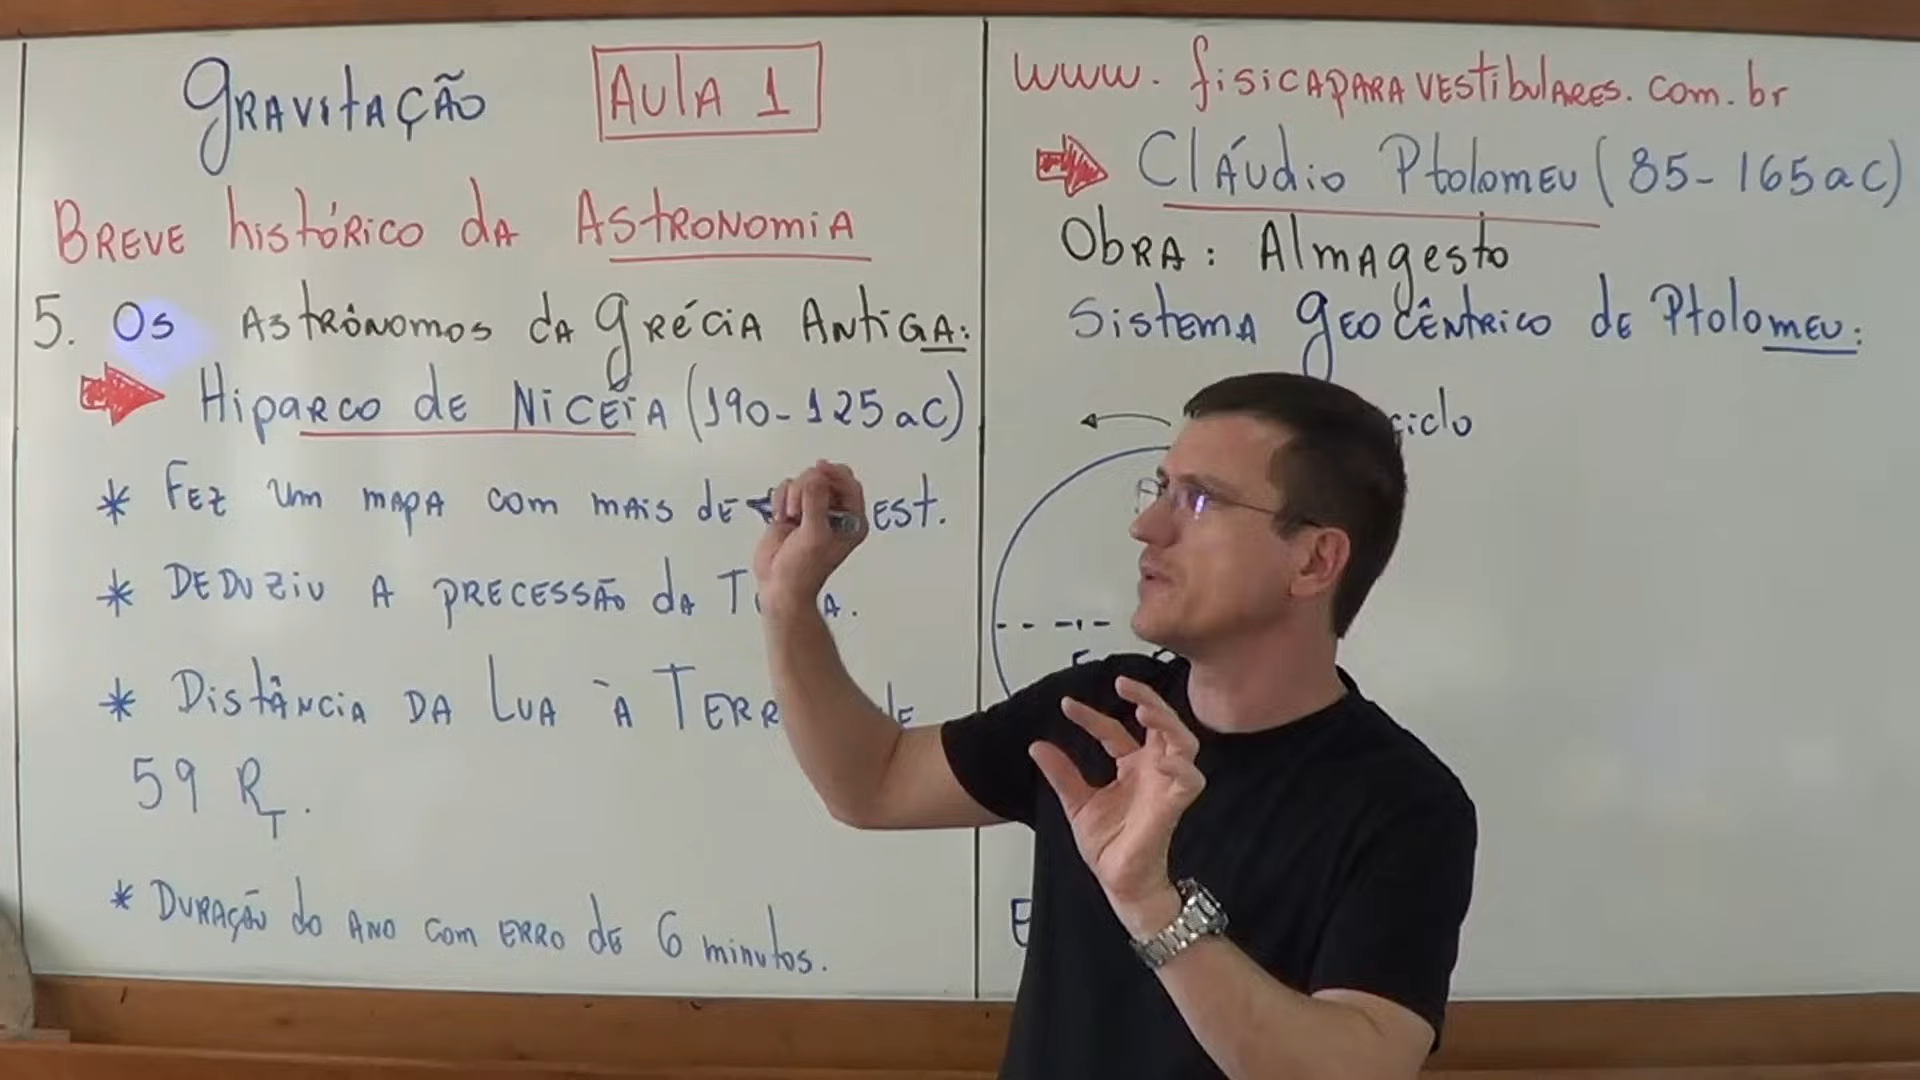 Gravitação
Aula 1
Breve histórico da Astronomia
5. Os Astrônomos da Grécia Antiga:
Hiparco de Niceia (190-125 aC)
* Fez um mapa com mais de est.
* Deduziu a precessão da
* Distância da Lua à
59 RT.
* Duração do ano com erro de 6 minutos.
www.fisicaparavestibulares.com.br
Cláudio Ptolomeu (85-165 aC)
Obra: Almagesto
Sistema geocêntrico de Ptolomeu: